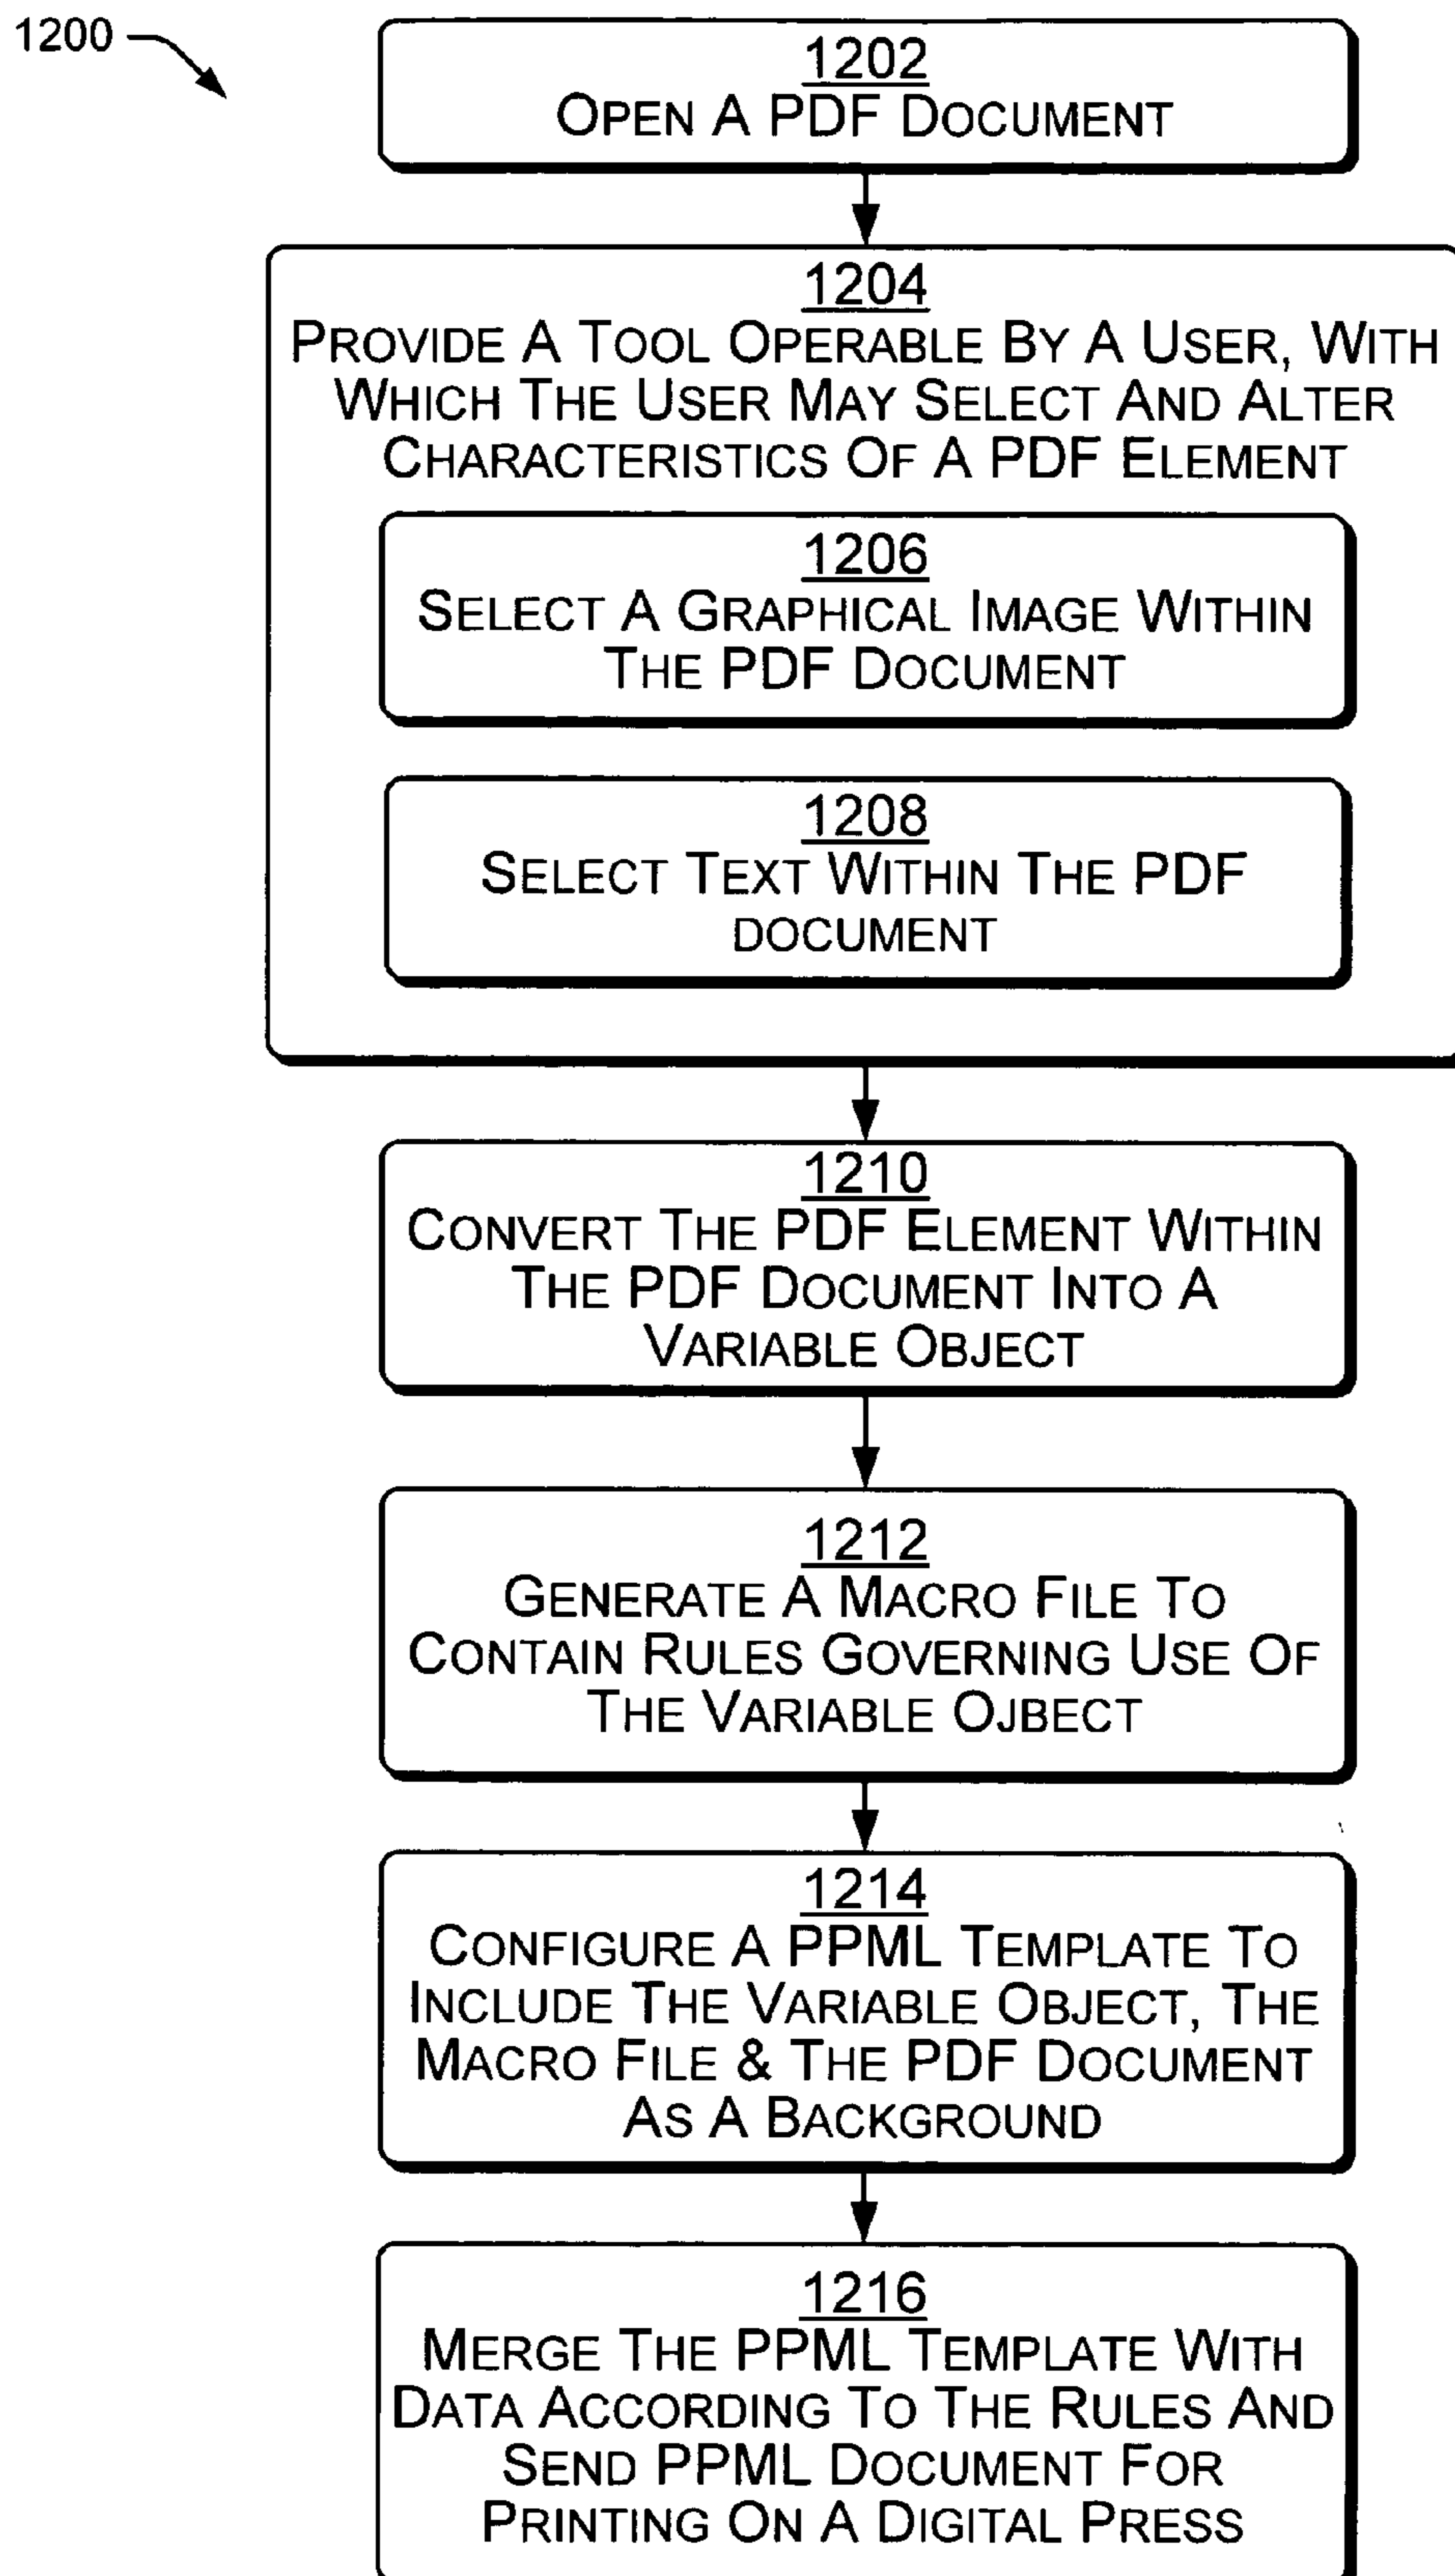 1200
1202
OPEN A PDF DOCUMENT
1204
PROVIDE A TOOL OPERABLE BY A USER, WITH
WHICH THE USER MAY SELECT AND ALTER
CHARACTERISTICS OF A PDF ELEMENT
1206
SELECT A GRAPHICAL IMAGE WITHIN
THE PDF DOCUMENT
1208
SELECT TEXT WITHIN THE PDF
DOCUMENT
1210
CONVERT THE PDF ELEMENT WITHIN
THE PDF DOCUMENT INTO A
VARIABLE OBJECT
1212
GENERATE A MACRO FILE TO
CONTAIN RULES GOVERNING USE OF
THE VARIABLE OJBECT
1214
CONFIGURE A PPML TEMPLATE TO
INCLUDE THE VARIABLE OBJECT, THE
MACRO FILE & THE PDF DOCUMENT
AS A BACKGROUND
1216
MERGE THE PPML TEMPLATE WITH
DATA ACCORDING TO THE RULES AND
SEND PPML DOCUMENT FOR
PRINTING ON A DIGITAL PRESS